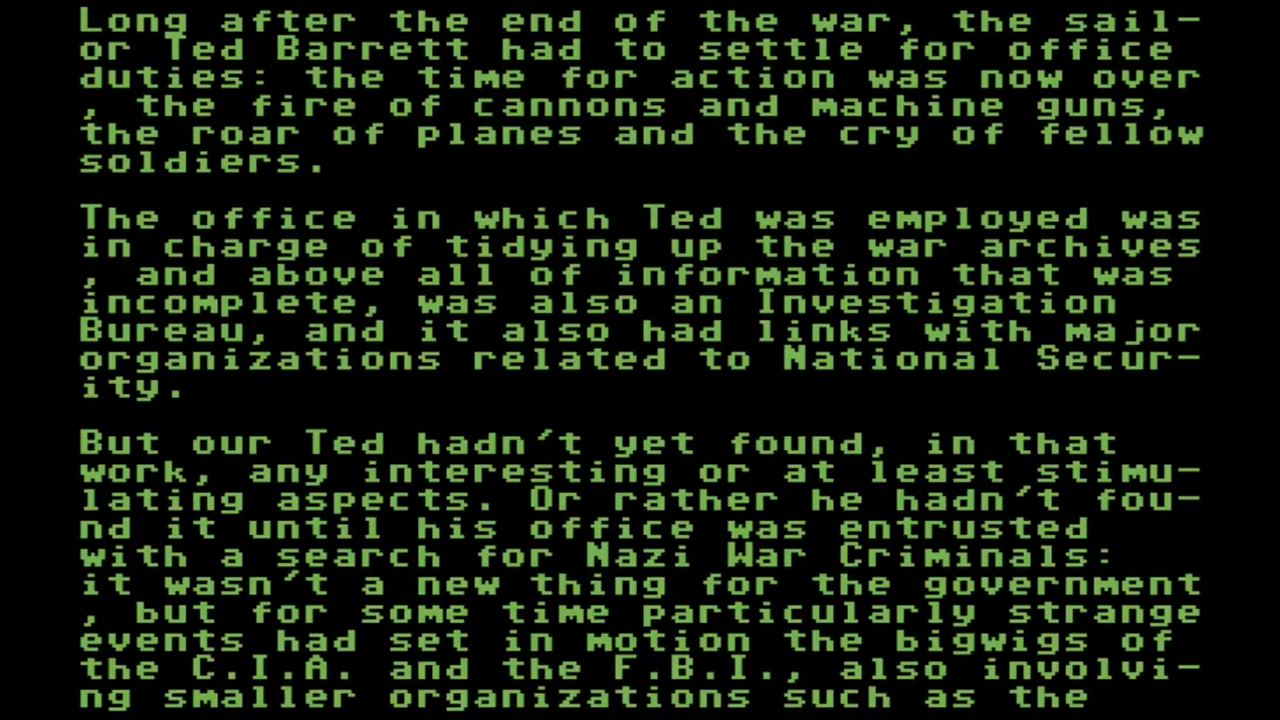 Long after the end of the war, the sail-
or Ted Barrett had to settle for office
duties: the time for action was now over
, the fire of cannons and machine guns,
the roar of planes and the cry of fellow
soldiers.
The office in which Ted was employed was
in charge of tidying up the war archives
, and above all of information that was
incomplete, was also an Investigation
Bureau, and it also had links with major
organizations related to National Secur-
ity.
But our Ted hadn't yet found, in that
work, any interesting or at least stimu-
lating aspects. Or rather he hadn't fou-
nd it until his office was entrusted
with a search for Nazi War Criminals:
it wasn't a new thing for the government
, but for some time particularly strange
events had set in motion the bigwigs of
the C.I.A. and the F.B.I., also involvi-
ng smaller organizations such as the